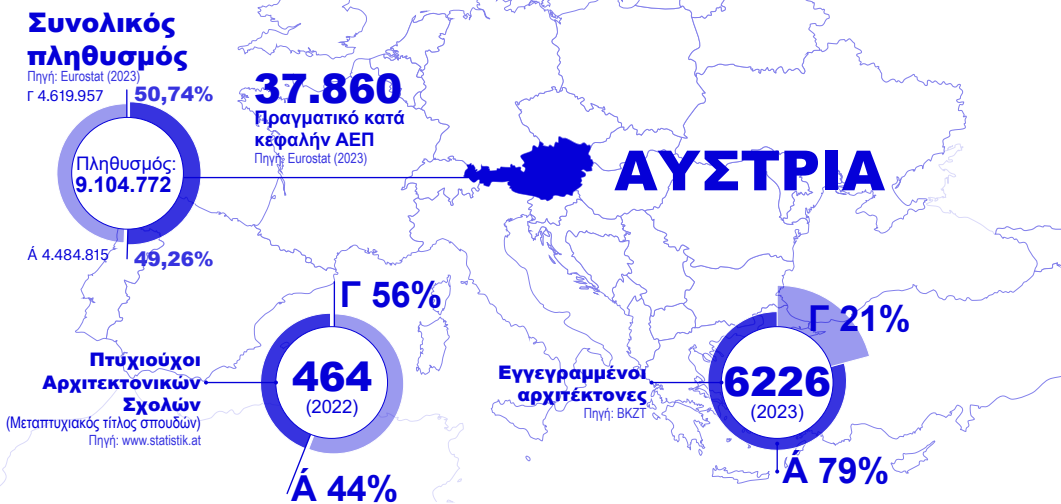 Συνολικός
πληθυσμός
Πηγή: Eurostat (2023)
Γ 4.619.957
50,74%
Πληθυσμός:
9.104.772
Ά 4.484.815
49,26%
37.860
Πραγματικό κατά
κεφαλήν ΑΕΠ
Πηγή: Eurostat (2023)
ΑΥΣΤΡΙΑ
Γ 56%
Πτυχιούχοι
Αρχιτεκτονικών
Σχολών
(Μεταπτυχιακός τίτλος σπουδών)
Πηγή: www.statistik.at
464
(2022)
Ά 44%
Γ 21%
Εγγεγραμμένοι
αρχιτέκτονες
Πηγή: BKZT
6226
(2023)
Ά 79%